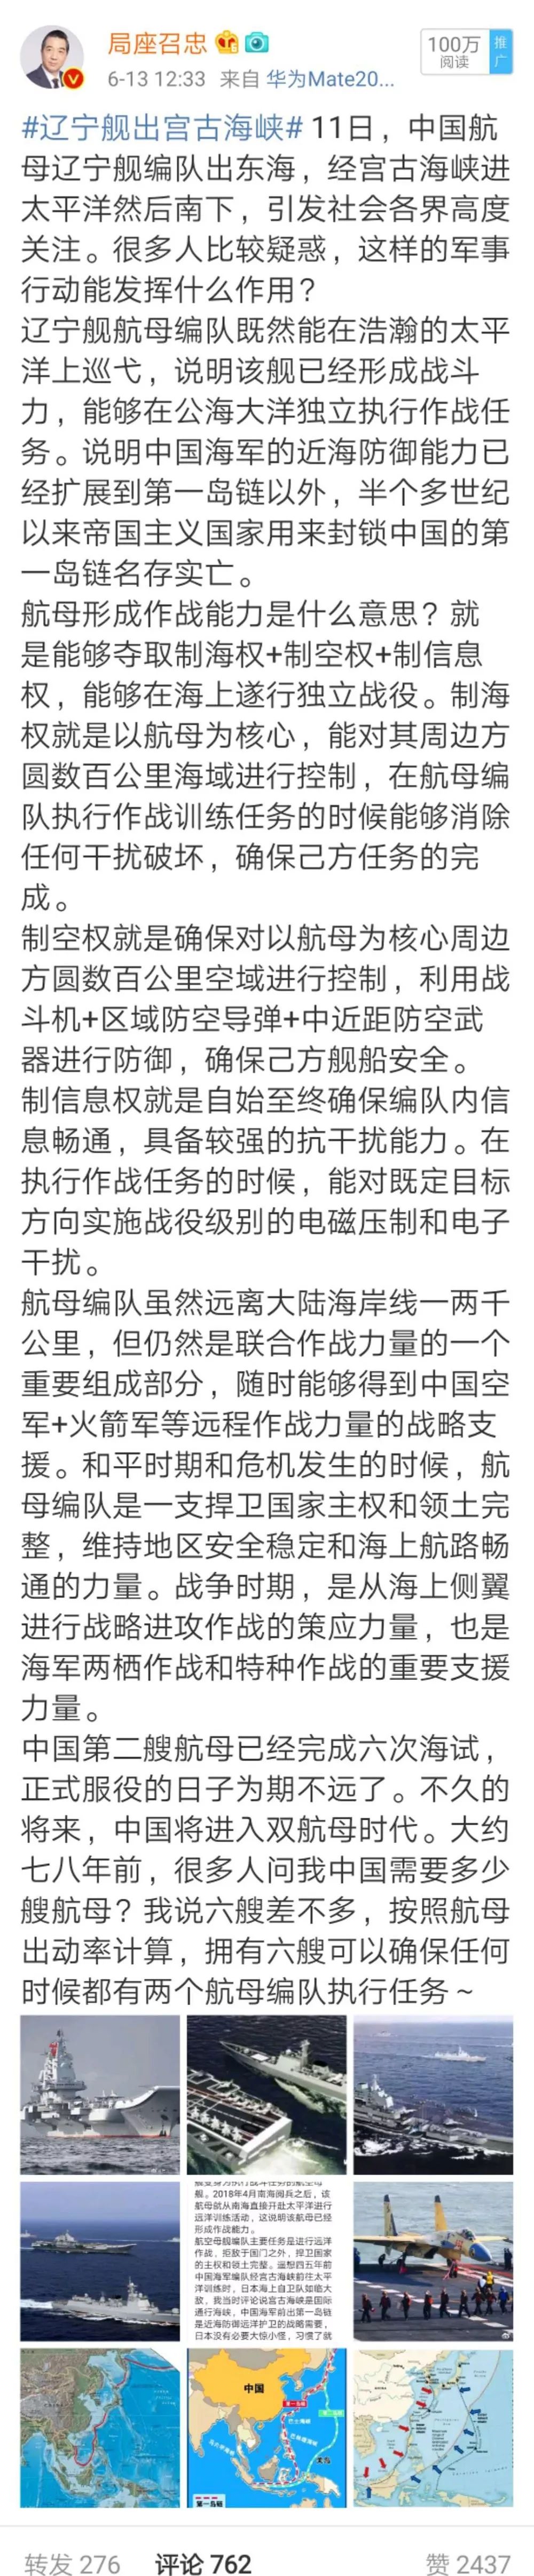 局座召忠
100万
阅读
推广
6-13 12:33 来自 华为Mate20...
#辽宁舰出宫古海峡# 11日，中国航
母辽宁舰编队出东海，经宫古海峡进
太平洋然后南下，引发社会各界高度
关注。很多人比较疑惑，这样的军事
行动能发挥什么作用？
辽宁舰航母编队既然能在浩瀚的太平
洋上巡弋，说明该舰已经形成战斗
力，能够在公海大洋独立执行作战任
务。说明中国海军的近海防御能力已
经扩展到第一岛链以外，半个多世纪
以来帝国主义国家用来封锁中国的第
一岛链名存实亡。
航母形成作战能力是什么意思？就
是能够夺取制海权+制空权+制信息
权，能够在海上遂行独立战役。制海
权就是以航母为核心，能对其周边方
圆数百公里海域进行控制，在航母编
队执行作战训练任务的时候能够消除
任何干扰破坏，确保己方任务的完
成。
制空权就是确保对以航母为核心周边
方圆数百公里空域进行控制，利用战
斗机+区域防空导弹+中近距防空武
器进行防御，确保己方舰船安全。
制信息权就是自始至终确保编队内信
息畅通，具备较强的抗干扰能力。在
执行作战任务的时候，能对既定目标
方向实施战役级别的电磁压制和电子
干扰。
航母编队虽然远离大陆海岸线一两千
公里，但仍然是联合作战力量的一个
重要组成部分，随时能够得到中国空
军+火箭军等远程作战力量的战略支
援。和平时期和危机发生的时候，航
母编队是一支捍卫国家主权和领土完
整，维持地区安全稳定和海上航路畅
通的力量。战争时期，是从海上侧翼
进行战略进攻作战的策应力量，也是
海军两栖作战和特种作战的重要支援
力量。
中国第二艘航母已经完成六次海试，
正式服役的日子为期不远了。不久的
将来，中国将进入双航母时代。大约
七八年前，很多人问我中国需要多少
艘航母？我说六艘差不多，按照航母
出动率计算，拥有六艘可以确保任何
时候都有两个航母编队执行任务～
舰。2018年4月南海阅兵之后，该
航母就从南海直接开赴太平洋进行
远洋训练活动，这说明该航母已经
形成作战能力。
航空母舰编队主要任务是进行远洋
作战，拒敌于国门之外，捍卫国家
的主权和领土完整。遥想四五年前
中国海军编队经宫古海峡前往太平
洋训练时，日本海上自卫队如临大
敌，我当时评论说宫古海峡是国际
通行海峡，中国海军前出第一岛链
是近海防御远洋护卫的战略需要，
日本没有必要大惊小怪，习惯了就
中国
第一岛链
转发 276 评论 762 赞 2437